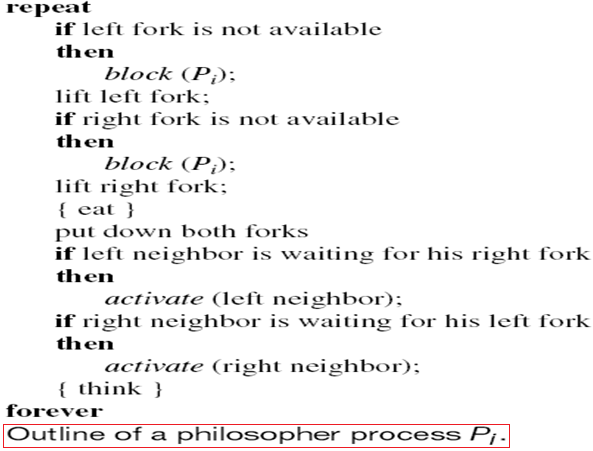 repeat
if left fork is not available
then
block (Pi);
lift left fork;
if right fork is not available
then
block (Pi);
lift right fork;
{ eat }
put down both forks
if left neighbor is waiting for his right fork
then
activate (left neighbor);
if right neighbor is waiting for his left fork
then
activate (right neighbor);
{ think }
forever
Outline of a philosopher process Pi.